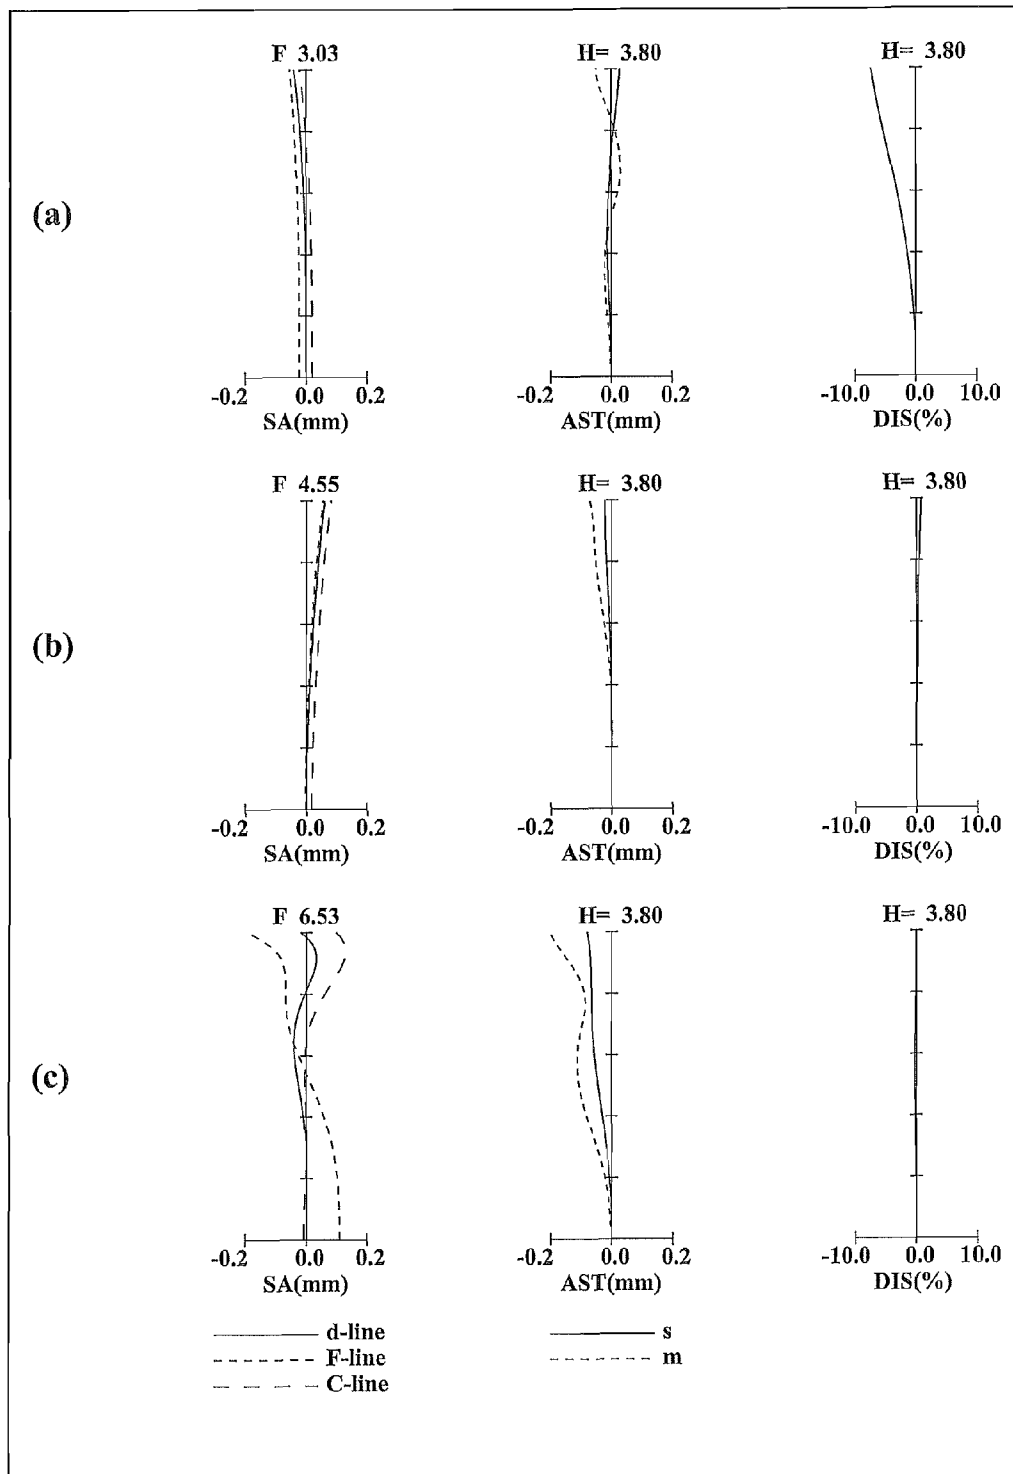 F 3.03 H= 3.80 H= 3.80
(a)
-0.2 0.0 0.2 -0.2 0.0 0.2 -10.0 0.0 10.0
SA(mm) AST(mm) DIS(%)
F 4.55 H= 3.80 H= 3.80
(b)
-0.2 0.0 0.2 -0.2 0.0 0.2 -10.0 0.0 10.0
SA(mm) AST(mm) DIS(%)
F 6.53 H= 3.80 H= 3.80
(c)
-0.2 0.0 0.2 -0.2 0.0 0.2 -10.0 0.0 10.0
SA(mm) AST(mm) DIS(%)
d-line s
F-line m
C-line